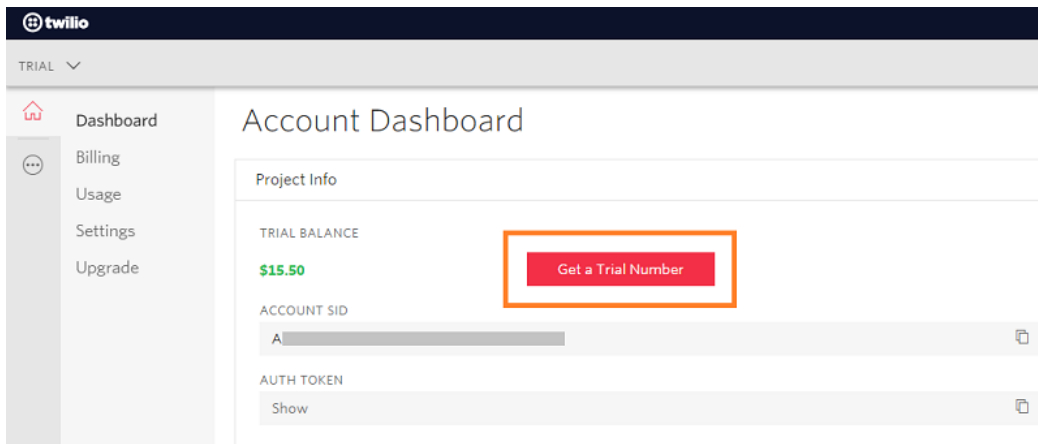 twilio
TRIAL
Dashboard
Billing
Usage
Settings
Upgrade
Account Dashboard
Project Info
TRIAL BALANCE
$15.50
Get a Trial Number
ACCOUNT SID
A
AUTH TOKEN
Show